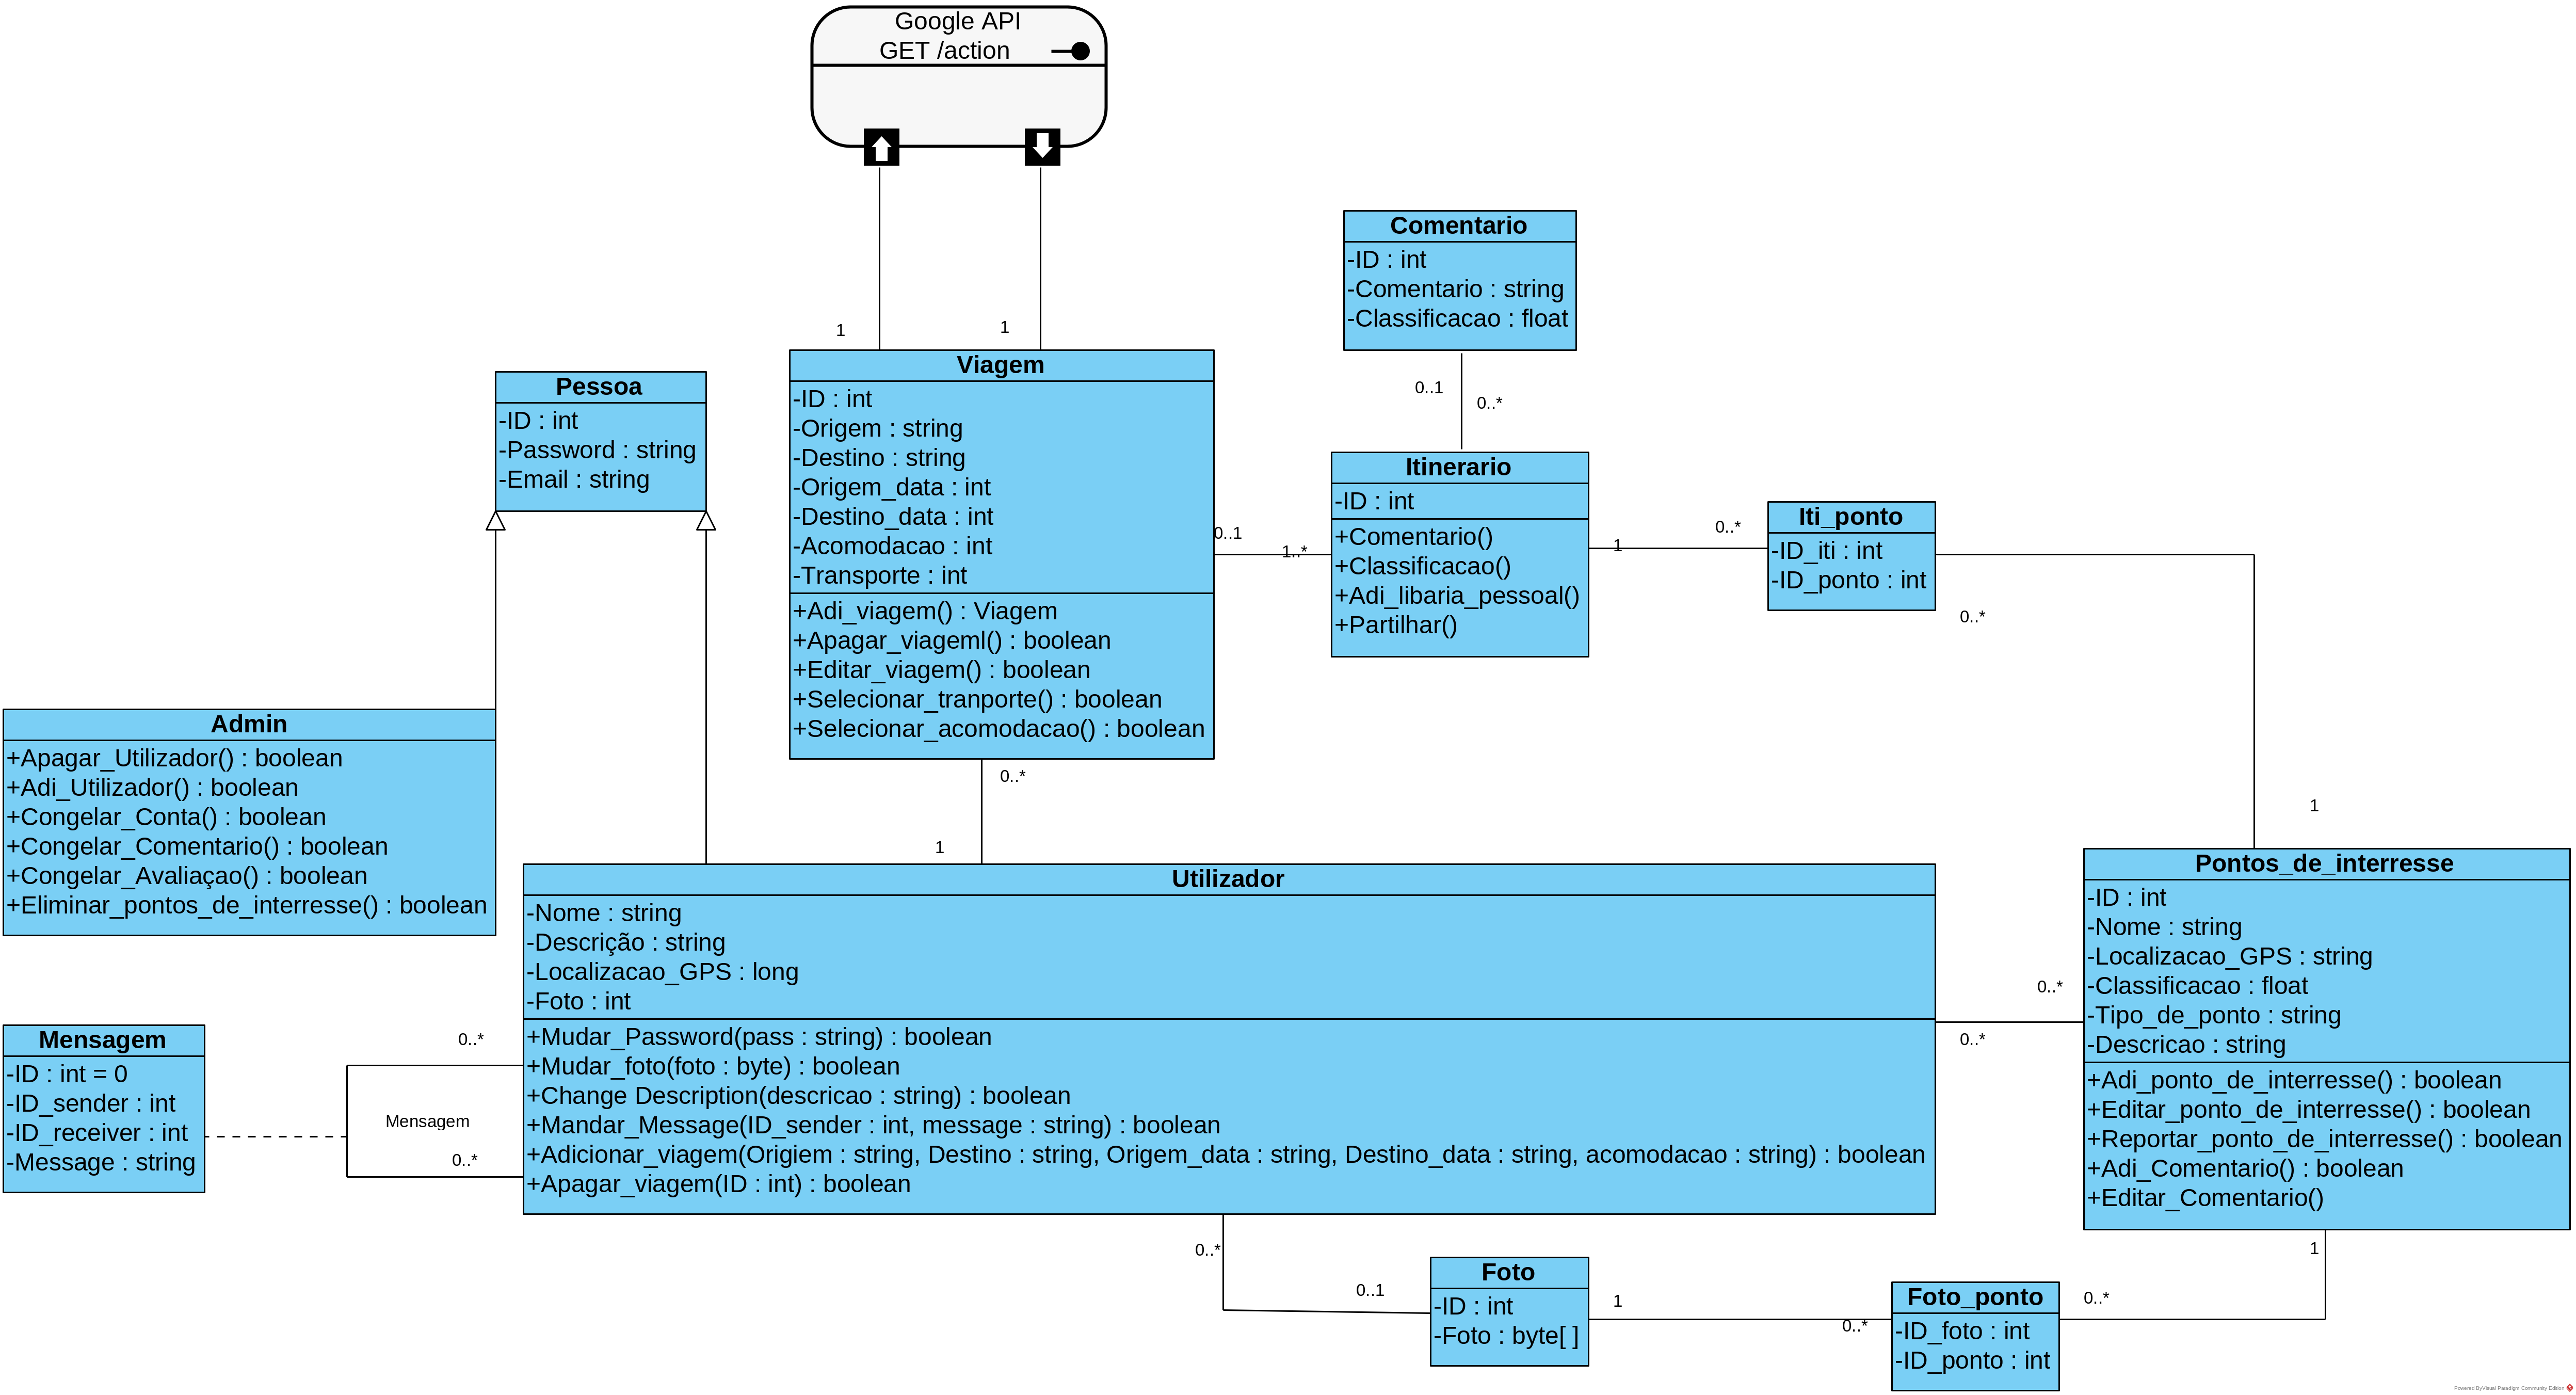 Google API
GET /action
1
1
Comentario
-ID : int
-Comentario : string
-Classificacao : float
0..1
0..*
Pessoa
-ID : int
-Password : string
-Email : string
Viagem
-ID : int
-Origem : string
-Destino : string
-Origem_data : int
-Destino_data : int
-Acomodacao : int
-Transporte : int
+Adi_viagem() : Viagem
+Apagar_viageml() : boolean
+Editar_viagem() : boolean
+Selecionar_tranporte() : boolean
+Selecionar_acomodacao() : boolean
0..1
1..*
Itinerario
-ID : int
+Comentario()
+Classificacao()
+Adi_libaria_pessoal()
+Partilhar()
1
0..*
Iti_ponto
-ID_iti : int
-ID_ponto : int
0..*
1
Admin
+Apagar_Utilizador() : boolean
+Adi_Utilizador() : boolean
+Congelar_Conta() : boolean
+Congelar_Comentario() : boolean
+Congelar_Avaliaçao() : boolean
+Eliminar_pontos_de_interresse() : boolean
0..*
1
Utilizador
-Nome : string
-Descrição : string
-Localizacao_GPS : long
-Foto : int
+Mudar_Password(pass : string) : boolean
+Mudar_foto(foto : byte) : boolean
+Change Description(descricao : string) : boolean
+Mandar_Message(ID_sender : int, message : string) : boolean
+Adicionar_viagem(Origiem : string, Destino : string, Origem_data : string, Destino_data : string, acomodacao : string) : boolean
+Apagar_viagem(ID : int) : boolean
0..*
0..*
Pontos_de_interresse
-ID : int
-Nome : string
-Localizacao_GPS : string
-Classificacao : float
-Tipo_de_ponto : string
-Descricao : string
+Adi_ponto_de_interresse() : boolean
+Editar_ponto_de_interresse() : boolean
+Reportar_ponto_de_interresse() : boolean
+Adi_Comentario() : boolean
+Editar_Comentario()
Mensagem
-ID : int = 0
-ID_sender : int
-ID_receiver : int
-Message : string
0..*
Mensagem
0..*
0..*
0..1
Foto
-ID : int
-Foto : byte[ ]
1
0..*
Foto_ponto
-ID_foto : int
-ID_ponto : int
0..*
1
Powered ByVisual Paradigm Community Edition